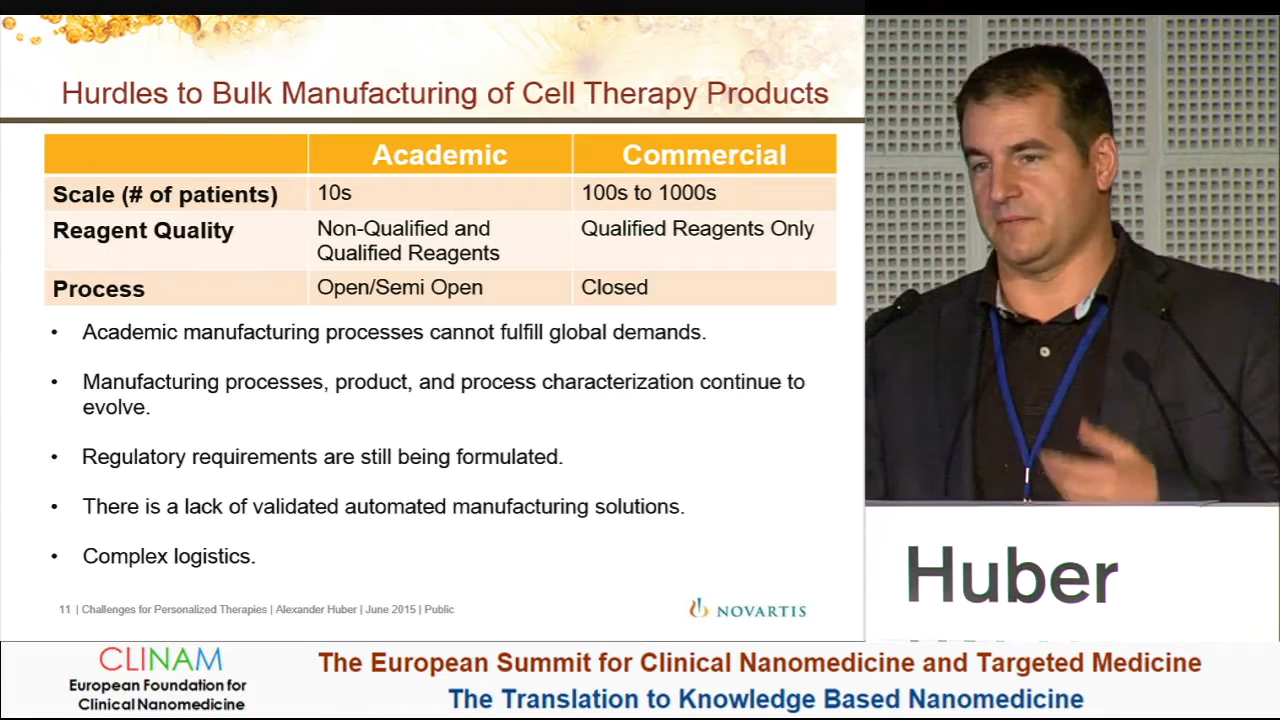 Hurdles to Bulk Manufacturing of Cell Therapy Products
Academic Commercial
Scale (# of patients) 10s 100s to 1000s
Reagent Quality Non-Qualified and Qualified Reagents Only
Qualified Reagents
Process Open/Semi Open Closed
• Academic manufacturing processes cannot fulfill global demands.
• Manufacturing processes, product, and process characterization continue to
evolve.
• Regulatory requirements are still being formulated.
• There is a lack of validated automated manufacturing solutions.
• Complex logistics.
11 | Challenges for Personalized Therapies | Alexander Huber | June 2015 | Public
NOVARTIS
Huber
CLINAM
European Foundation for
Clinical Nanomedicine
The European Summit for Clinical Nanomedicine and Targeted Medicine
The Translation to Knowledge Based Nanomedicine